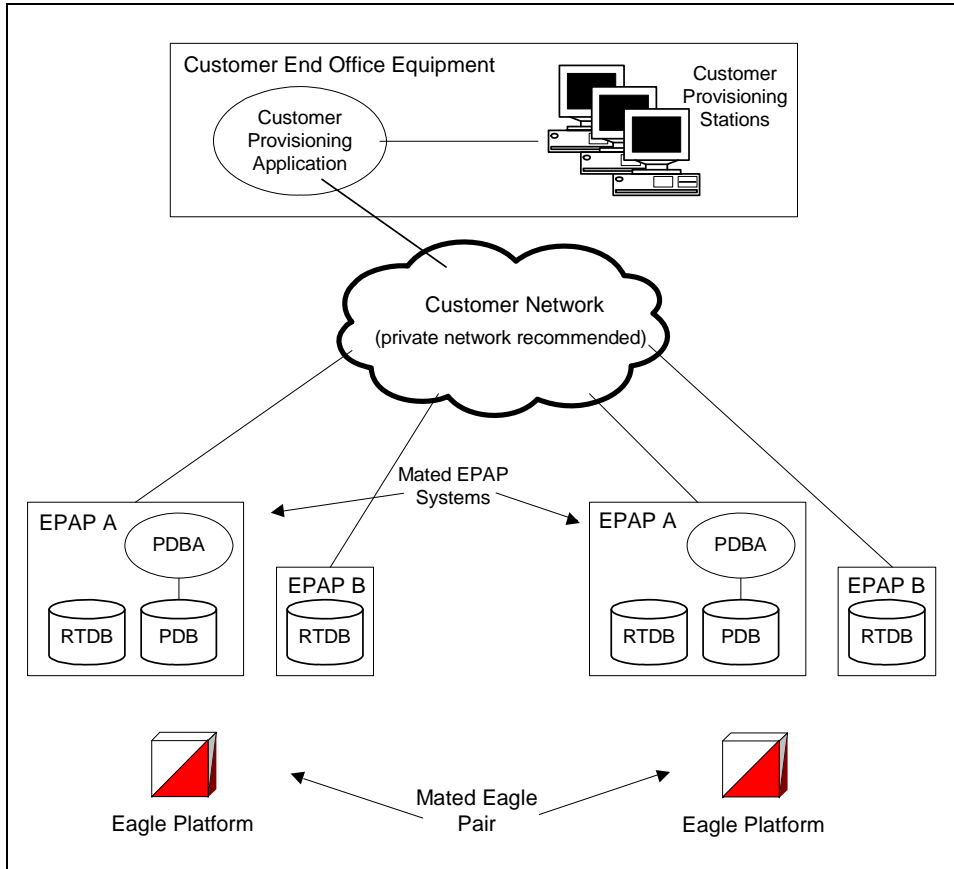 Customer End Office Equipment
Customer
Provisioning
Application
Customer
Provisioning
Stations
Customer Network
(private network recommended)
Mated EPAP
Systems
EPAP A
PDBA
RTDB
PDB
EPAP B
RTDB
EPAP A
PDBA
RTDB
PDB
EPAP B
RTDB
Eagle Platform
Mated Eagle
Pair
Eagle Platform